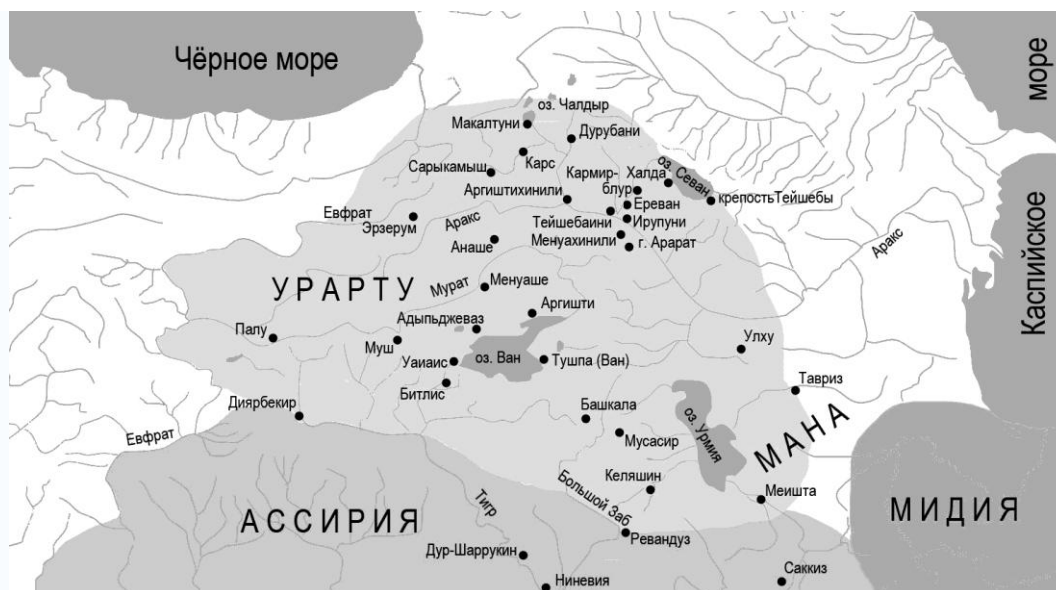 Чёрное море
море
оз. Чалдыр
Макалтуни
Дурубани
Карс
Сарыкамыш
Кармир-
блур
Халда
оз. Севан
Аргиштихинили
Ереван
крепостьТейшебы
Евфрат
Эрзерум
Аракс
Тейшебаини
Ирупуни
Менуахинили
г. Арарат
Анаше
Аракс
Каспийское
УРАРТУ
Мурат
Менуаше
Аргишти
Адыпьджеваз
Палу
Муш
Уаиаис
оз. Ван
Тушпа (Ван)
Улху
Битлис
Тавриз
Диярбекир
Башкала
оз. Урмия
МАНА
Евфрат
Мусасир
Келяшин
Большой Заб
Меишта
Тигр
АССИРИЯ
МИДИЯ
Ревандуз
Дур-Шаррукин
Ниневия
Саккиз